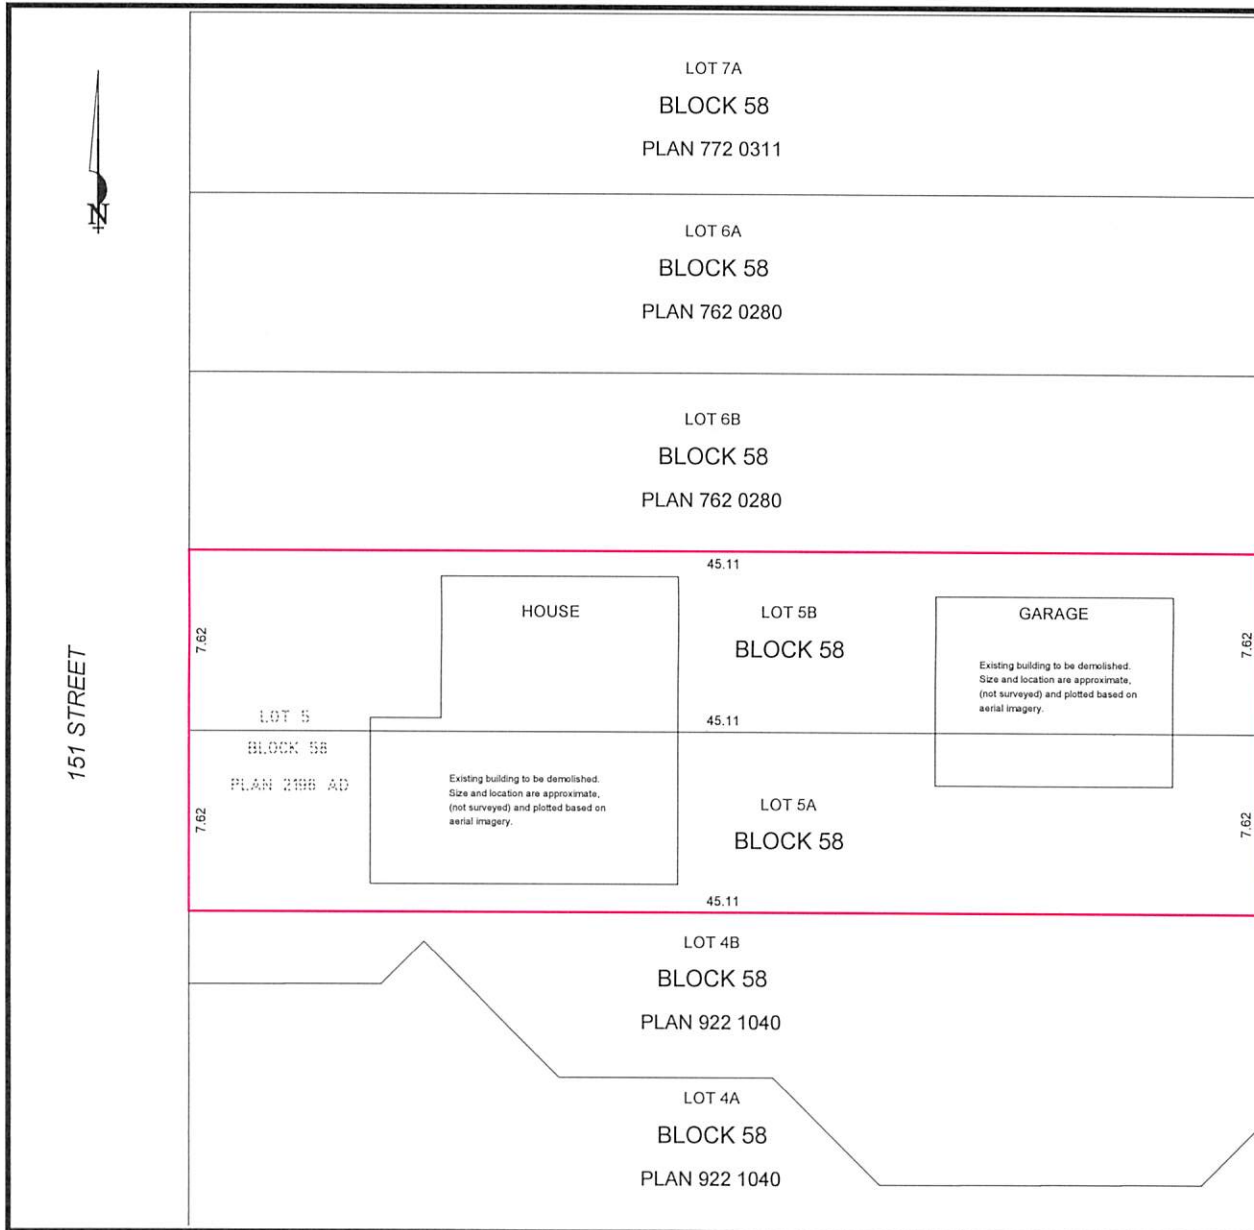 LOT 7A
BLOCK 58
PLAN 772 0311
N
LOT 6A
BLOCK 58
PLAN 762 0280
LOT 6B
BLOCK 58
PLAN 762 0280
45.11
HOUSE
LOT 5B
GARAGE
7.62
BLOCK 58
7.62
Existing building to be demolished.
Size and location are approximate,
(not surveyed) and plotted based on
aerial imagery.
151 STREET
LOT 5
45.11
BLOCK 58
PLAN 2196 AD
Existing building to be demolished.
Size and location are approximate,
(not surveyed) and plotted based on
aerial imagery.
LOT 5A
7.62
BLOCK 58
7.62
45.11
LOT 4B
BLOCK 58
PLAN 922 1040
LOT 4A
BLOCK 58
PLAN 922 1040